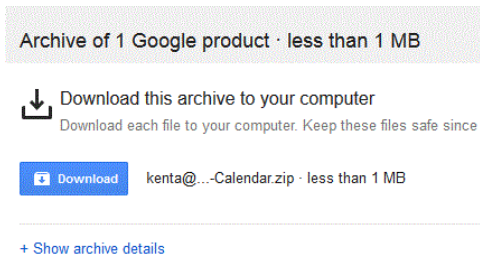 Archive of 1 Google product · less than 1 MB
Download this archive to your computer
Download each file to your computer. Keep these files safe since
Download kenta@...-Calendar.zip · less than 1 MB
+ Show archive details